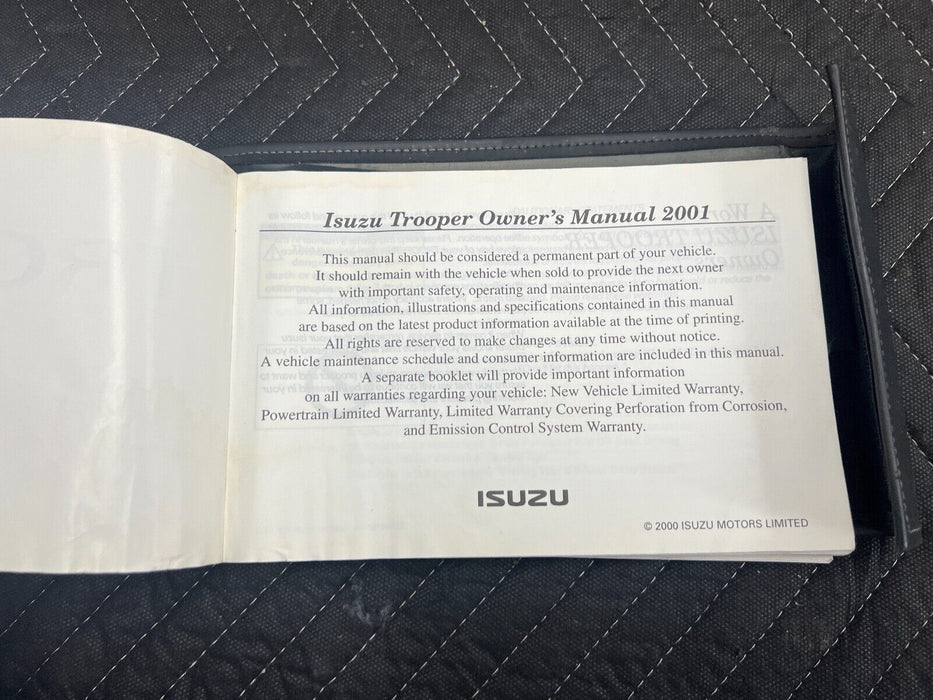 Isuzu Trooper Owner's Manual 2001
This manual should be considered a permanent part of your vehicle.
It should remain with the vehicle when sold to provide the next owner
with important safety, operating and maintenance information.
All information, illustrations and specifications contained in this manual
are based on the latest product information available at the time of printing.
All rights are reserved to make changes at any time without notice.
A vehicle maintenance schedule and consumer information are included in this manual.
A separate booklet will provide important information
on all warranties regarding your vehicle: New Vehicle Limited Warranty,
Powertrain Limited Warranty, Limited Warranty Covering Perforation from Corrosion,
and Emission Control System Warranty.
ISUZU
© 2000 ISUZU MOTORS LIMITED